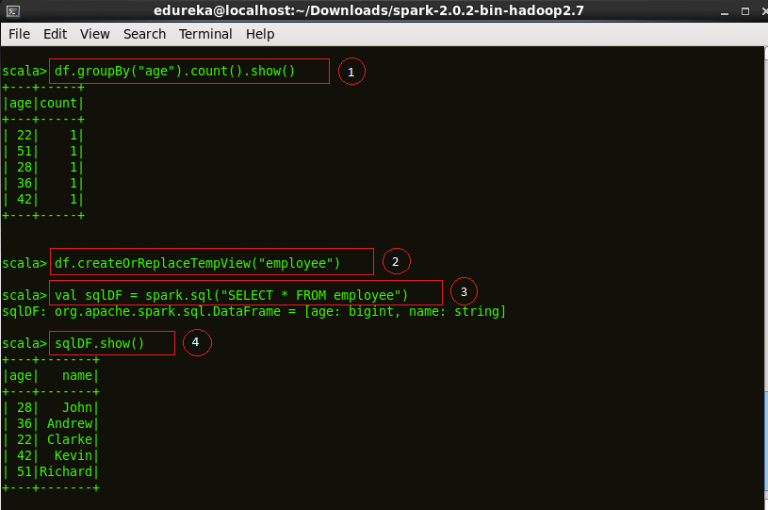 edureka@localhost:~/Downloads/spark-2.0.2-bin-hadoop2.7
File Edit View Search Terminal Help
scala> df.groupBy("age").count().show()
1
+---+-----+
|age|count|
+---+-----+
| 22|    1|
| 51|    1|
| 28|    1|
| 36|    1|
| 42|    1|
+---+-----+
scala> df.createOrReplaceTempView("employee")
2
scala> val sqlDF = spark.sql("SELECT * FROM employee")
3
sqlDF: org.apache.spark.sql.DataFrame = [age: bigint, name: string]
scala> sqlDF.show()
4
+---+-------+
|age|   name|
+---+-------+
| 28|   John|
| 36| Andrew|
| 22| Clarke|
| 42|  Kevin|
| 51|Richard|
+---+-------+